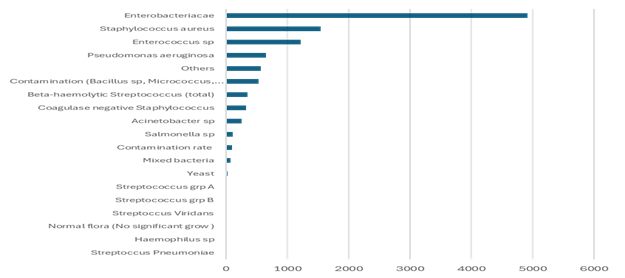 Enterobacteriacae
Staphylococcus aureus
Enterococcus sp
Pseudomonas aeruginosa
Others
Contamination (Bacillus sp, Micrococcus,...
Beta-haemolytic Streptococcus (total)
Coagulase negative Staphylococcus
Acinetobacter sp
Salmonella sp
Contamination rate
Mixed bacteria
Yeast
Streptococcus grp A
Streptococcus grp B
Streptoccus Viridans
Normal flora (No significant grow )
Haemophilus sp
Streptoccus Pneumoniae
0 1000 2000 3000 4000 5000 6000